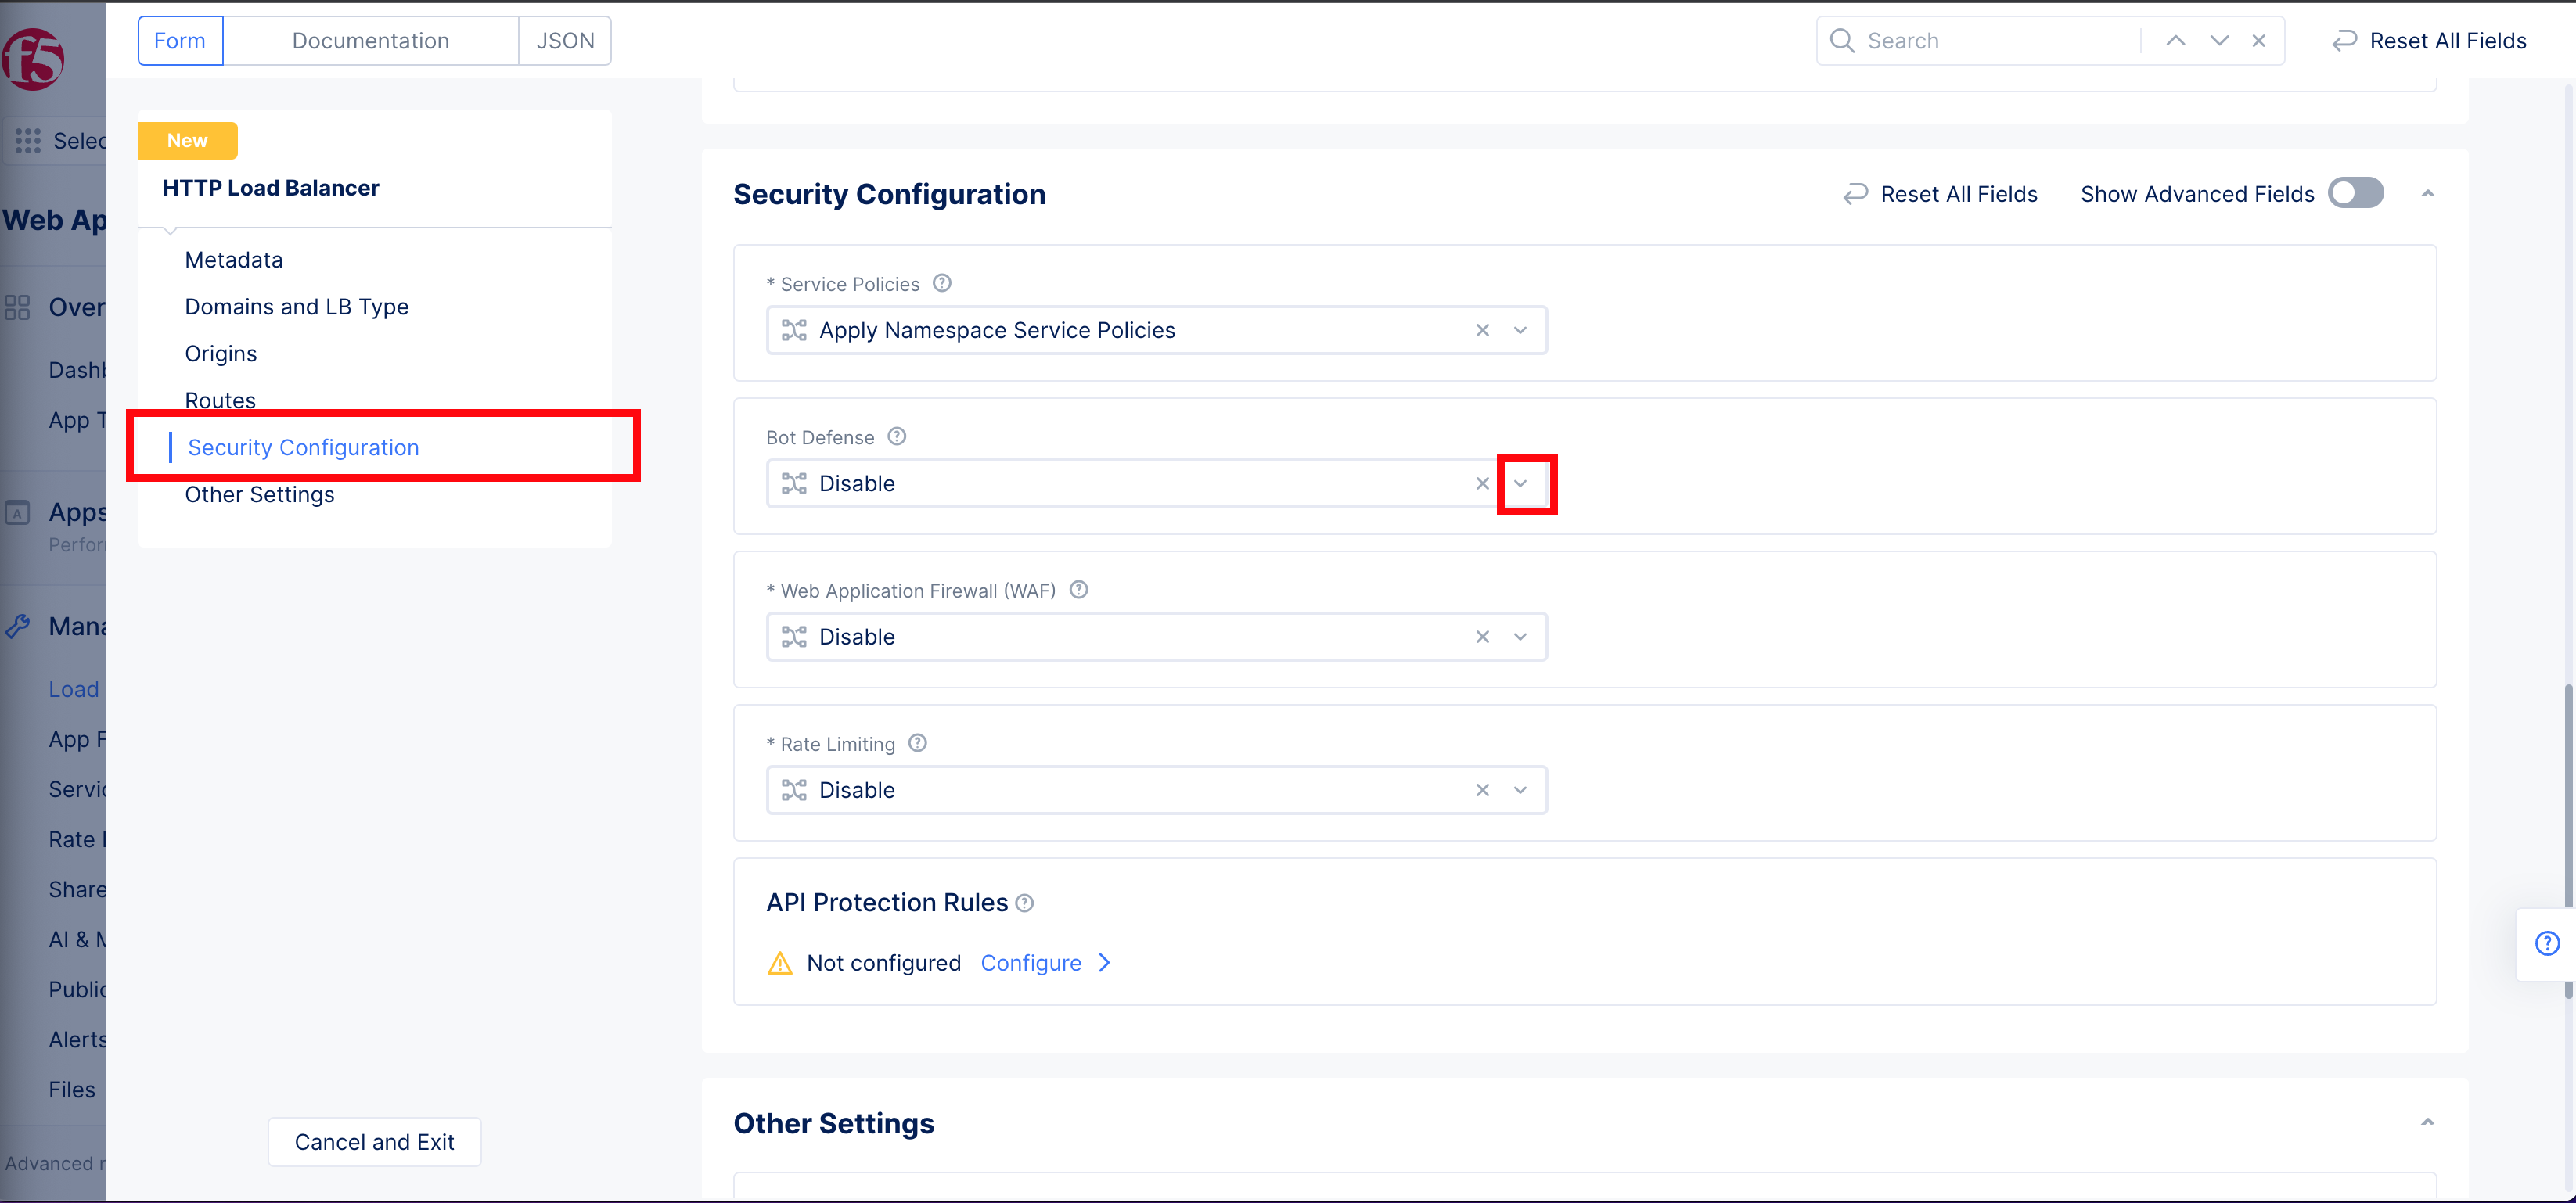 Form
Documentation
JSON
Search
Reset All Fields
f5
New
HTTP Load Balancer
Metadata
Domains and LB Type
Origins
Routes
Security Configuration
Other Settings
Cancel and Exit
Selec
Web Ap
Over
Dashb
App T
Apps
Perfor
Mana
Load
App F
Servic
Rate L
Share
AI & M
Public
Alerts
Files
Advanced n
Security Configuration
Reset All Fields
Show Advanced Fields
* Service Policies
Apply Namespace Service Policies
Bot Defense
Disable
* Web Application Firewall (WAF)
Disable
* Rate Limiting
Disable
API Protection Rules
Not configured Configure
Other Settings